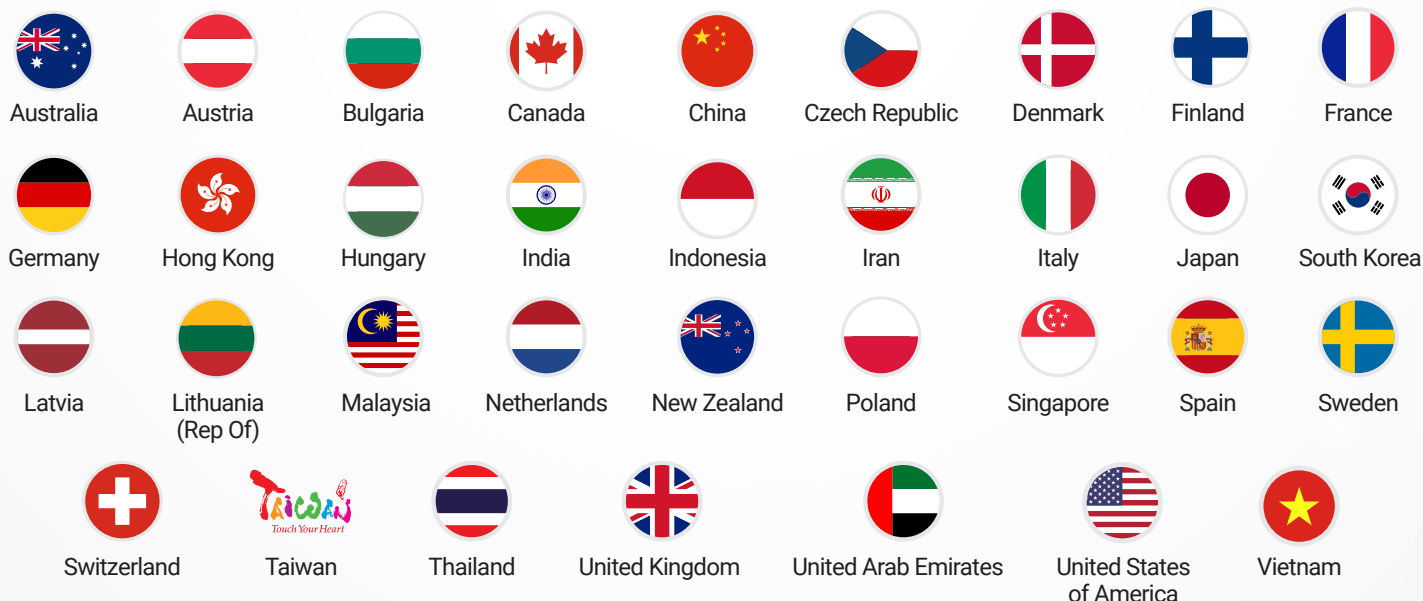 Australia
Austria
Bulgaria
Canada
China
Czech Republic
Denmark
Finland
France
Germany
Hong Kong
Hungary
India
Indonesia
Iran
Italy
Japan
South Korea
Latvia
Lithuania
(Rep Of)
Malaysia
Netherlands
New Zealand
Poland
Singapore
Spain
Sweden
TAIWAN
Touch Your Heart
Switzerland
Taiwan
Thailand
United Kingdom
United Arab Emirates
United States
of America
Vietnam